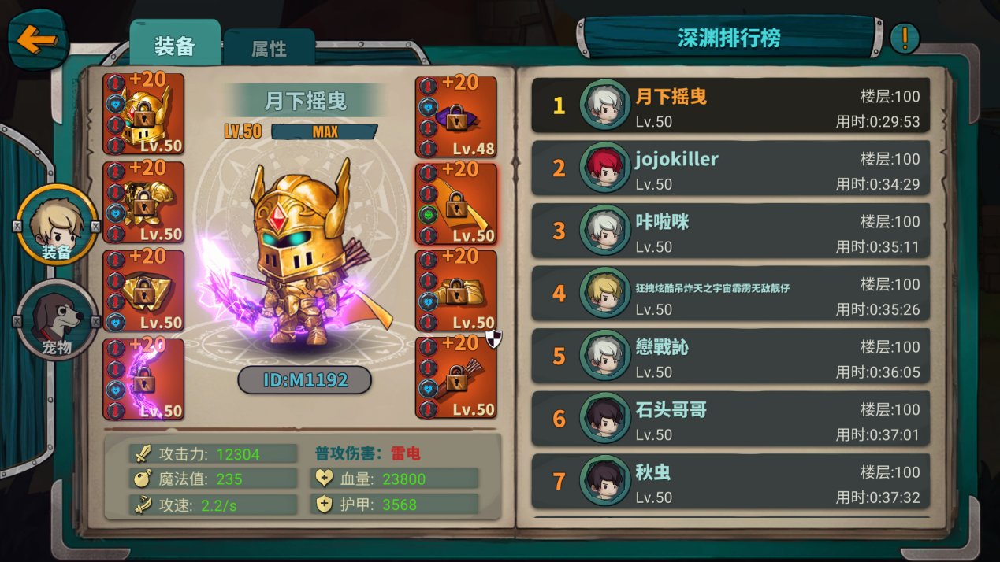 装备
属性
深渊排行榜
装备
宠物
+20
Lv.50
+20
Lv.50
+20
Lv.50
+20
Lv.50
月下摇曳
Lv.50 MAX
ID:M1192
+20
Lv.48
+20
Lv.50
+20
Lv.50
+20
Lv.50
攻击力: 12304
普攻伤害: 雷电
魔法值: 235
血量: 23800
攻速: 2.2/s
护甲: 3568
1
月下摇曳
楼层:100
Lv.50
用时:0:29:53
2
jojokiller
楼层:100
Lv.50
用时:0:34:29
3
咔啦咪
楼层:100
Lv.50
用时:0:35:11
4
狂拽炫酷吊炸天之宇宙霹雳无敌靓仔
楼层:100
Lv.50
用时:0:35:26
5
戀戰訫
楼层:100
Lv.50
用时:0:36:05
6
石头哥哥
楼层:100
Lv.50
用时:0:37:01
7
秋虫
楼层:100
Lv.50
用时:0:37:32